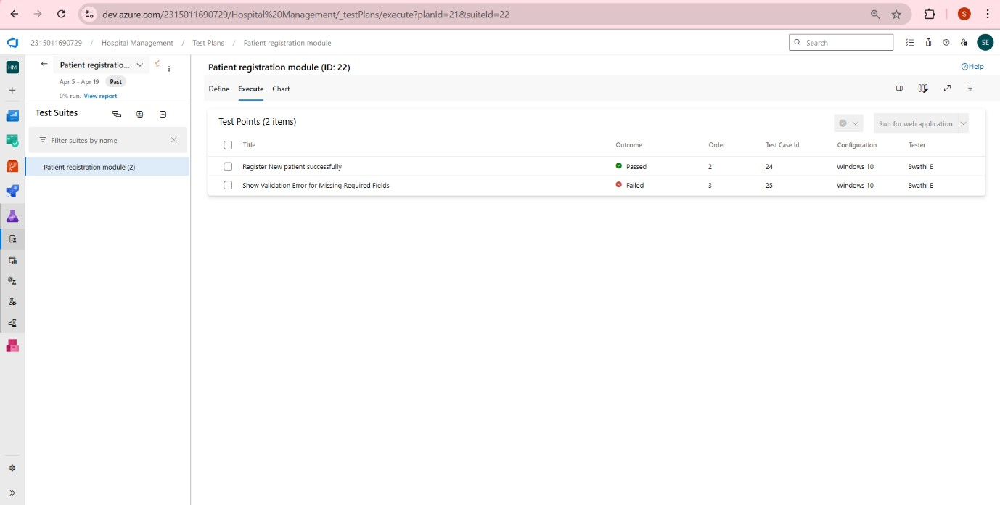 dev.azure.com/2315011690729/Hospital%20Management/_testPlans/execute?planId=21&suiteId=22
S
2315011690729 / Hospital Management / Test Plans / Patient registration module
Search
SE
HM
Patient registratio...
Apr 5 - Apr 19 Past
0% run. View report
Test Suites
Filter suites by name
Patient registration module (2)
Patient registration module (ID: 22)
Help
Define Execute Chart
Test Points (2 items)
Run for web application
Title Outcome Order Test Case Id Configuration Tester
Register New patient successfully Passed 2 24 Windows 10 Swathi E
Show Validation Error for Missing Required Fields Failed 3 25 Windows 10 Swathi E